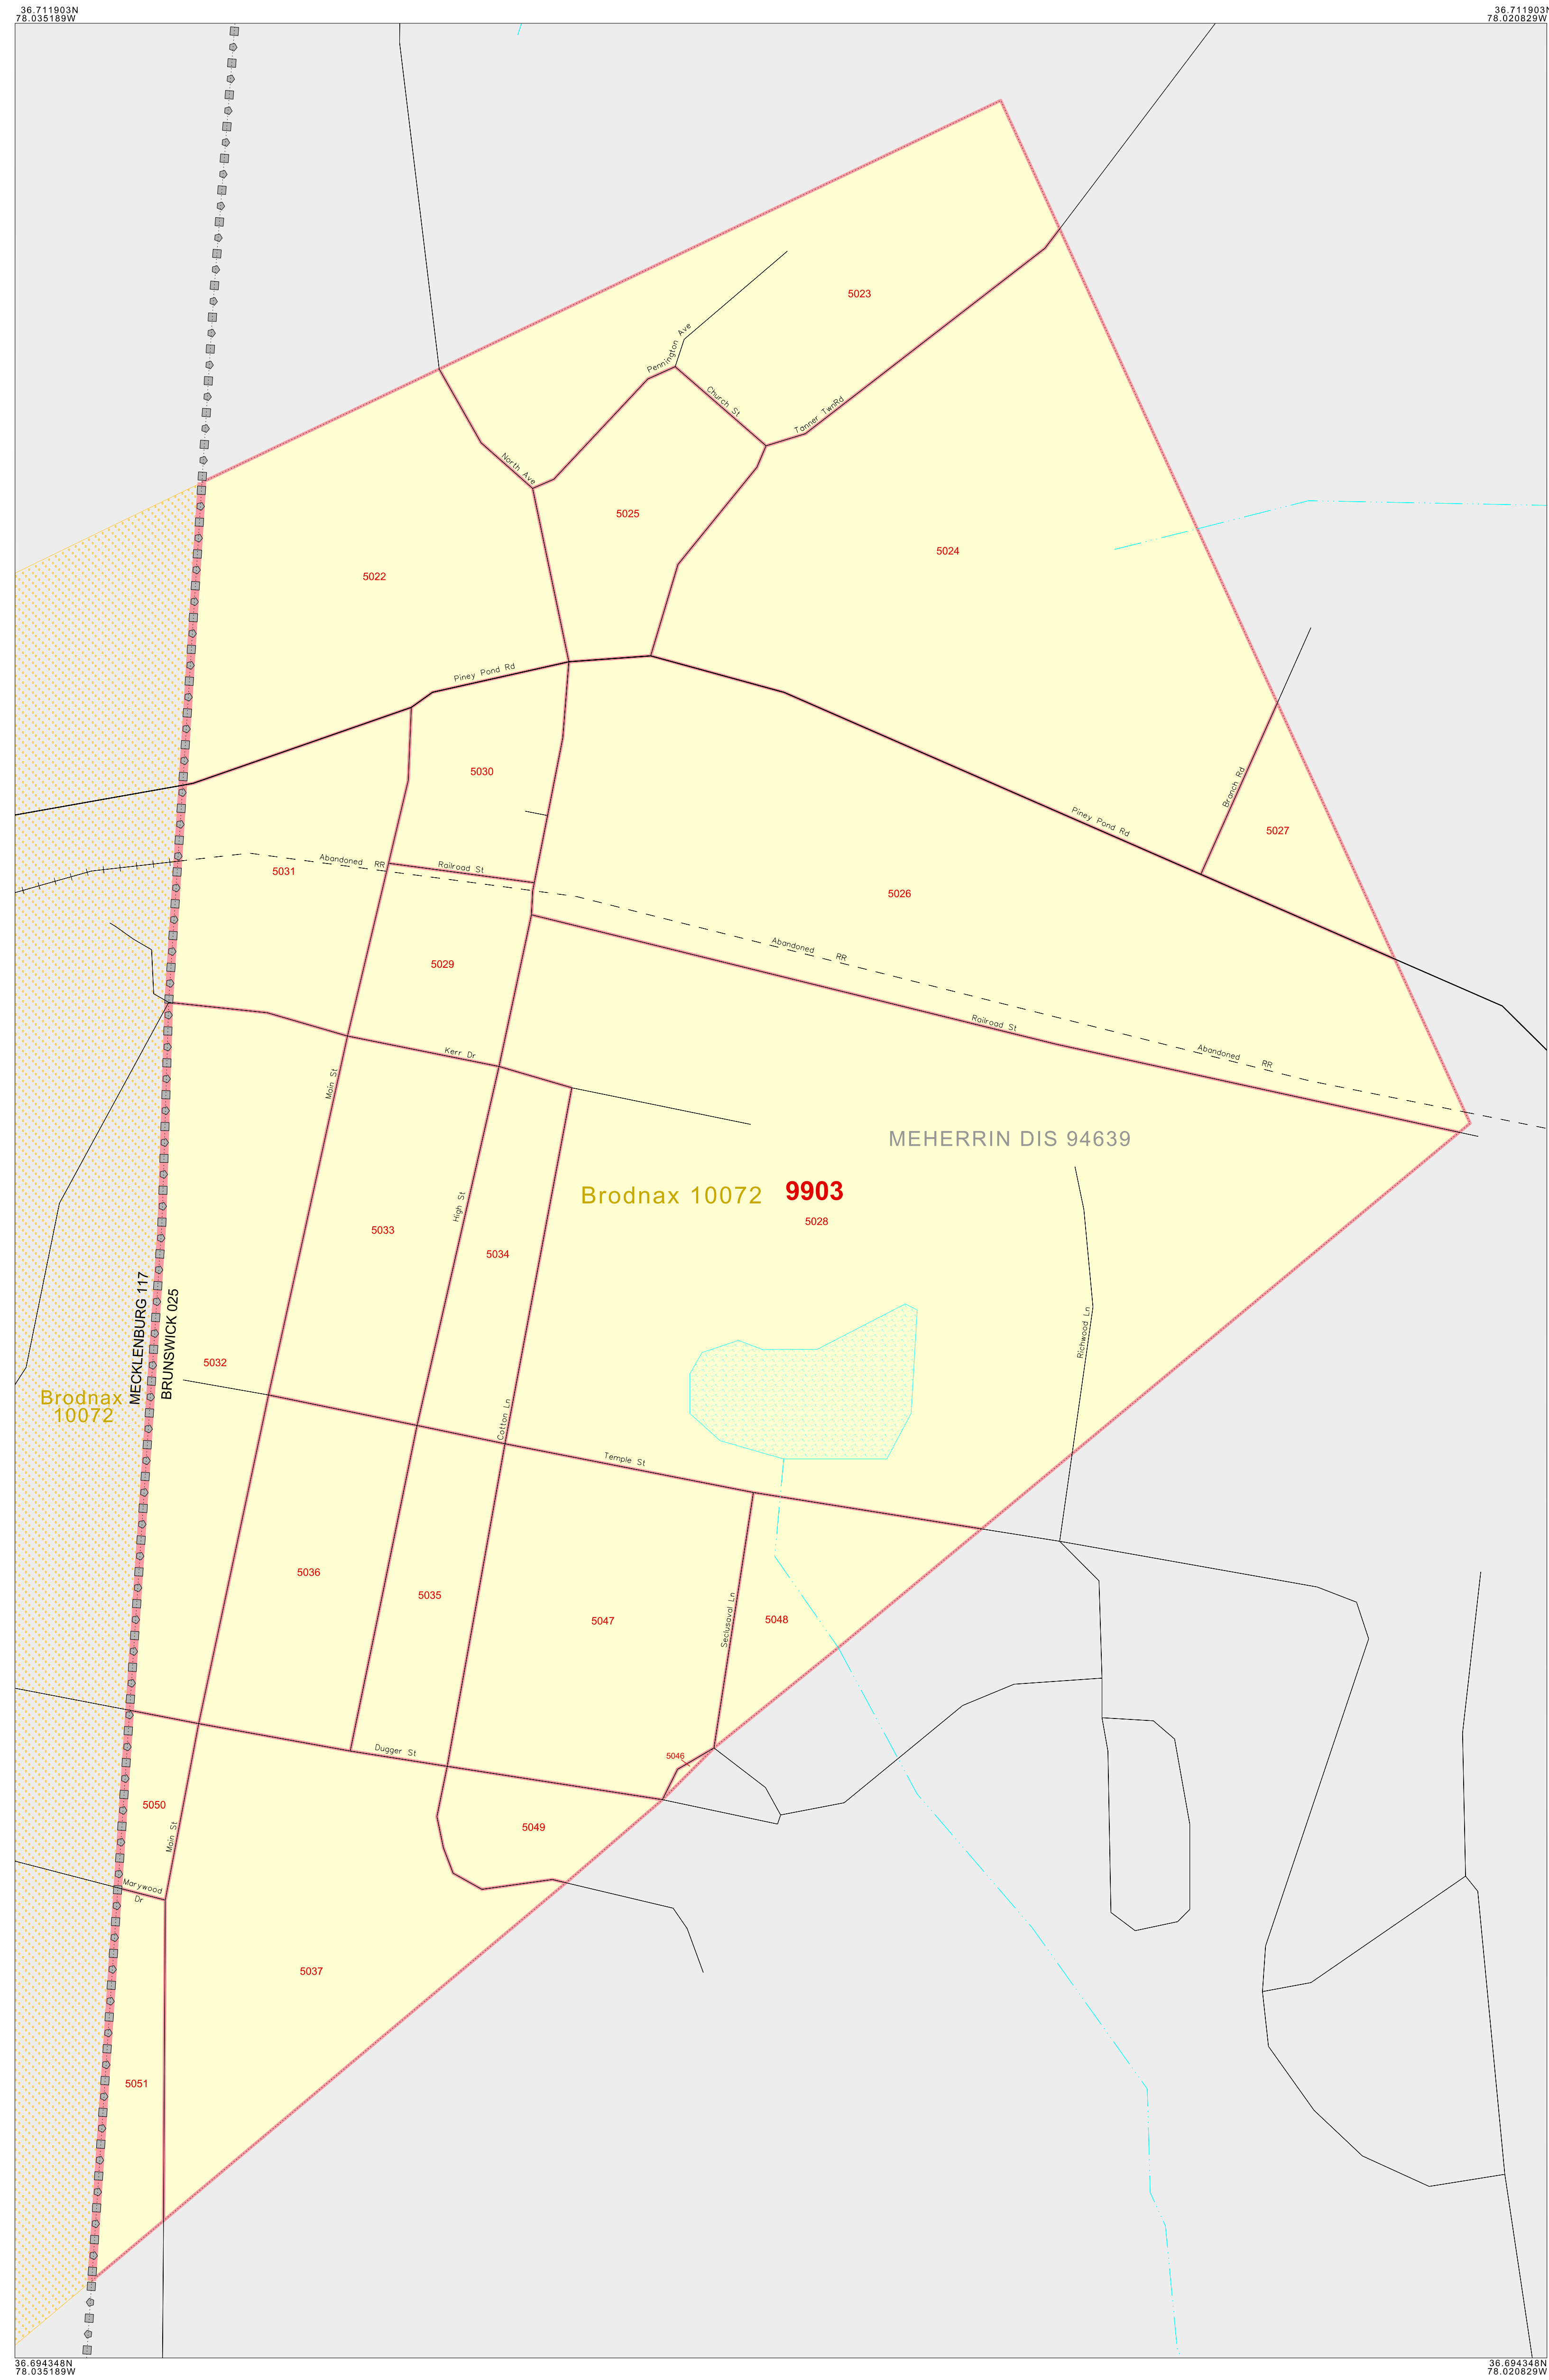 36.711903N
78.035189W
36.711903N
78.020829W
5023
Pennington Ave
Church St
Tanner TwnRd
North Ave
5025
5024
5022
Piney Pond Rd
5030
Branch Rd
Piney Pond Rd
5027
Abandoned RR
Railroad St
5031
5026
Abandoned RR
5029
Railroad St
Kerr Dr
Abandoned RR
Main St
MEHERRIN DIS 94639
Brodnax 10072
9903
5028
High St
5033
5034
MECKLENBURG 117
BRUNSWICK 025
Richwood Ln
5032
Brodnax
10072
Cotton Ln
Temple St
5036
5035
5047
Seclusaval Ln
5048
Dugger St
5046
5050
Main St
5049
Marywood
Dr
5037
5051
36.694348N
78.035189W
36.694348N
78.020829W